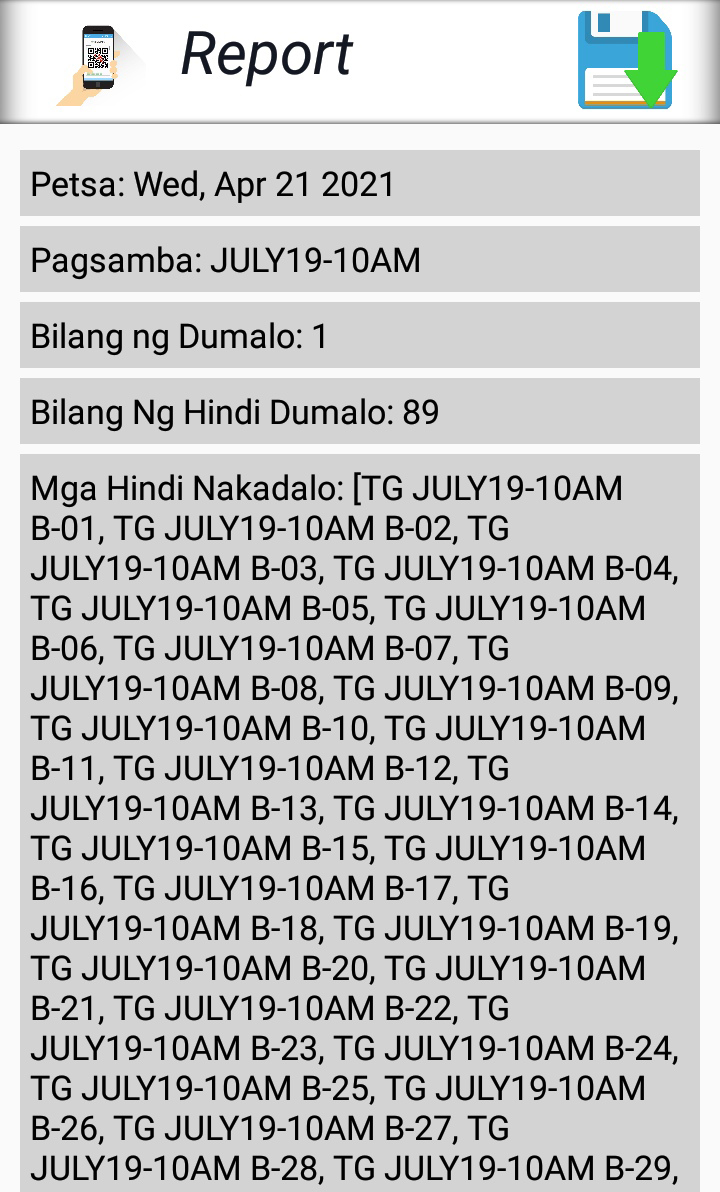 Report
Petsa: Wed, Apr 21 2021
Pagsamba: JULY19-10AM
Bilang ng Dumalo: 1
Bilang Ng Hindi Dumalo: 89
Mga Hindi Nakadalo: [TG JULY19-10AM
B-01, TG JULY19-10AM B-02, TG
JULY19-10AM B-03, TG JULY19-10AM B-04,
TG JULY19-10AM B-05, TG JULY19-10AM
B-06, TG JULY19-10AM B-07, TG
JULY19-10AM B-08, TG JULY19-10AM B-09,
TG JULY19-10AM B-10, TG JULY19-10AM
B-11, TG JULY19-10AM B-12, TG
JULY19-10AM B-13, TG JULY19-10AM B-14,
TG JULY19-10AM B-15, TG JULY19-10AM
B-16, TG JULY19-10AM B-17, TG
JULY19-10AM B-18, TG JULY19-10AM B-19,
TG JULY19-10AM B-20, TG JULY19-10AM
B-21, TG JULY19-10AM B-22, TG
JULY19-10AM B-23, TG JULY19-10AM B-24,
TG JULY19-10AM B-25, TG JULY19-10AM
B-26, TG JULY19-10AM B-27, TG
JULY19-10AM B-28, TG JULY19-10AM B-29,